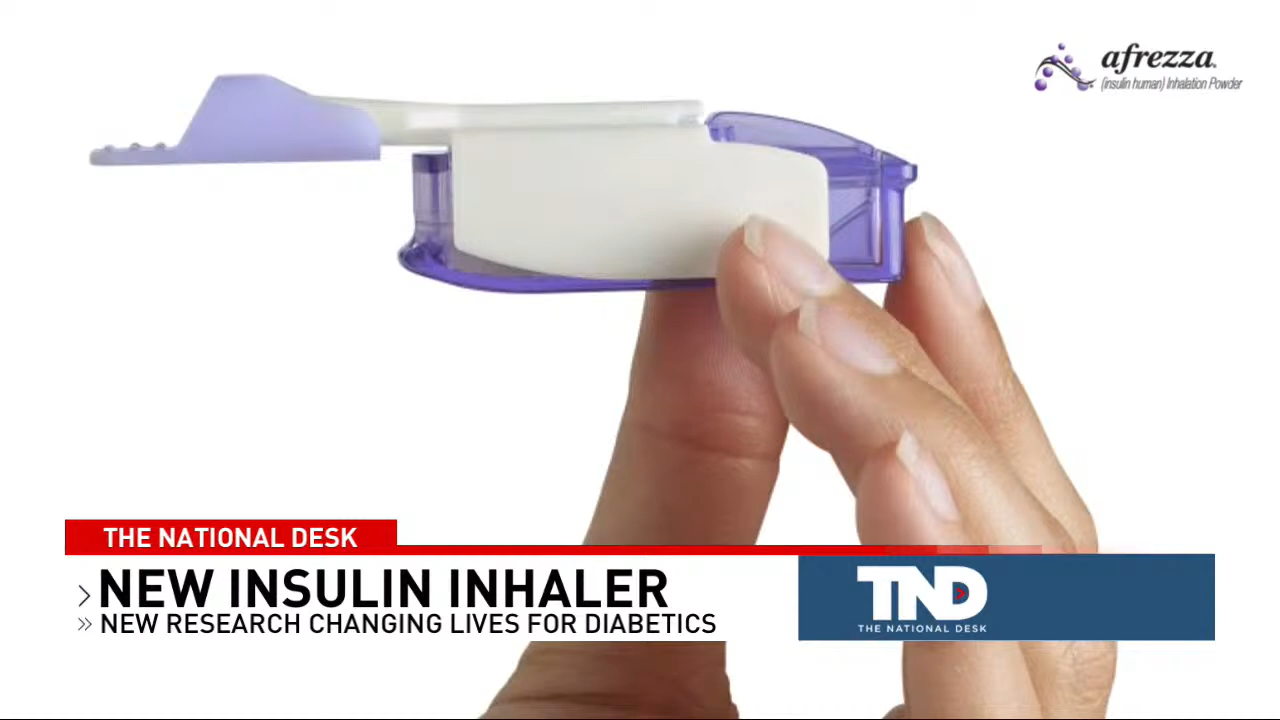 afrezza.
(insulin human) Inhalation Powder
THE NATIONAL DESK
NEW INSULIN INHALER
NEW RESEARCH CHANGING LIVES FOR DIABETICS
TND
THE NATIONAL DESK